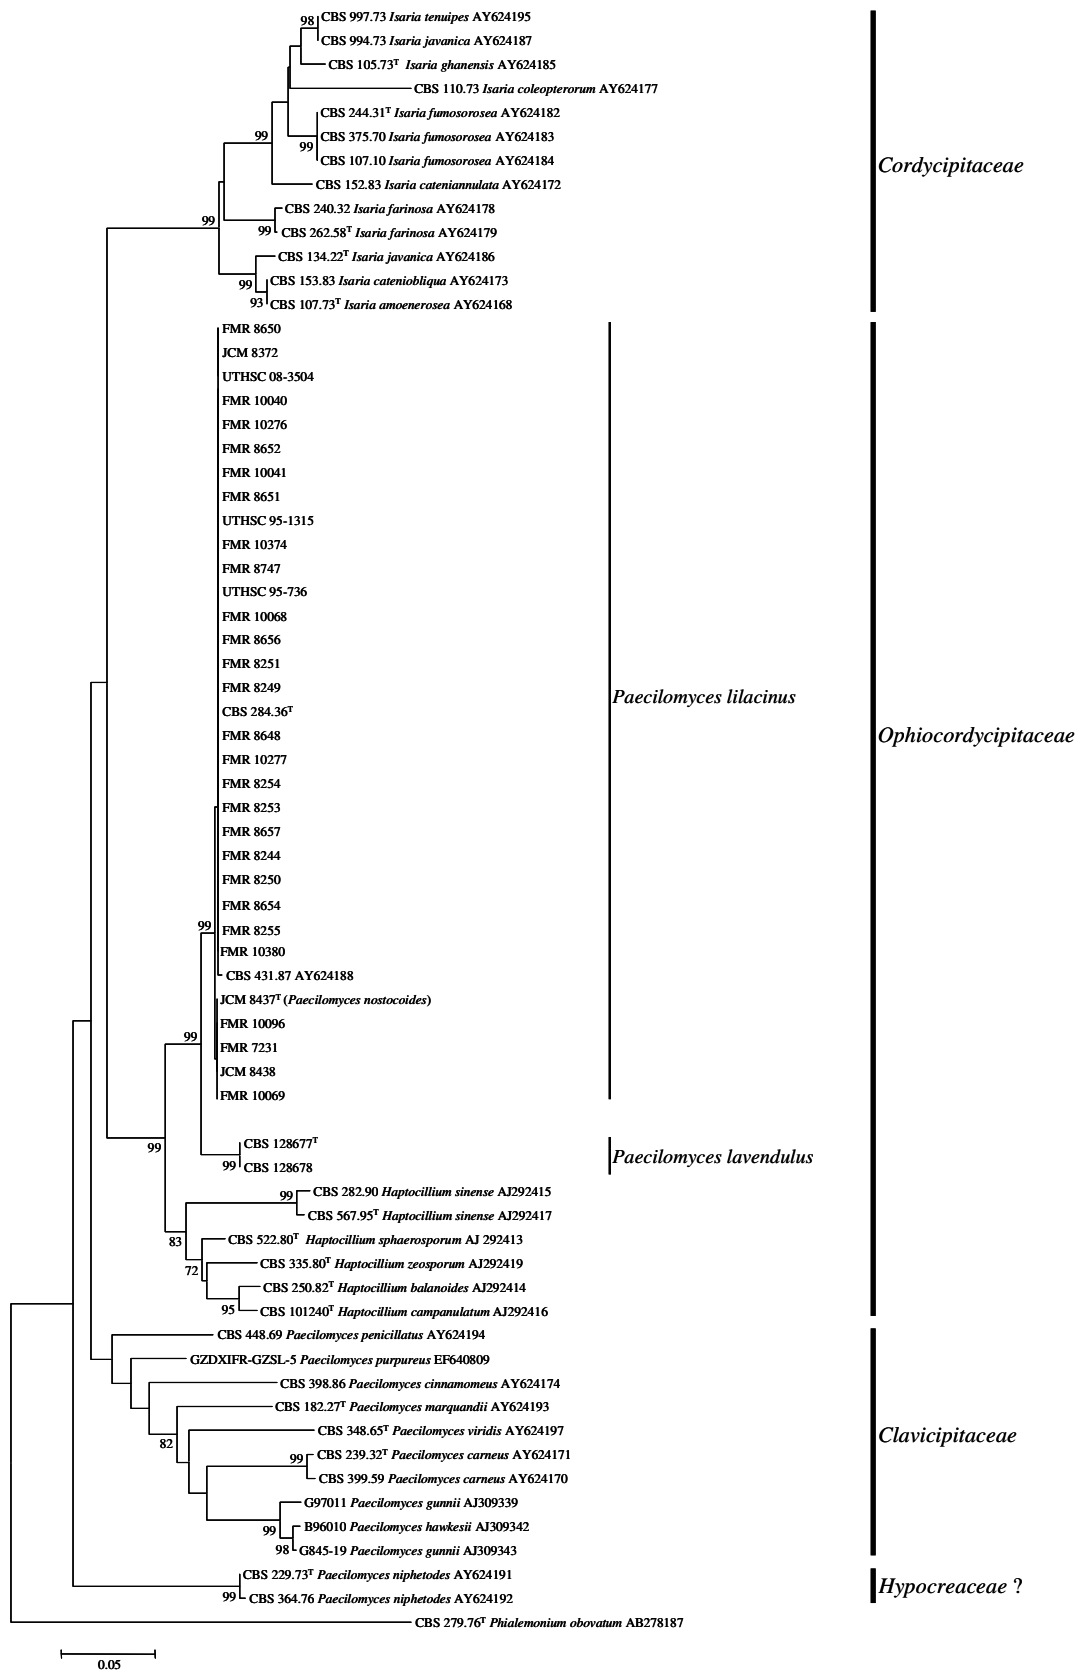 98
CBS 997.73 Isaria tenuipes AY624195
CBS 994.73 Isaria javanica AY624187
CBS 105.73T Isaria ghanensis AY624185
CBS 110.73 Isaria coleopterorum AY624177
CBS 244.31T Isaria fumosorosea AY624182
99
CBS 375.70 Isaria fumosorosea AY624183
99
CBS 107.10 Isaria fumosorosea AY624184
Cordycipitaceae
CBS 152.83 Isaria cateniannulata AY624172
CBS 240.32 Isaria farinosa AY624178
99
99
CBS 262.58T Isaria farinosa AY624179
CBS 134.22T Isaria javanica AY624186
99
CBS 153.83 Isaria cateniobliqua AY624173
93
CBS 107.73T Isaria amoenerosea AY624168
FMR 8650
JCM 8372
UTHSC 08-3504
FMR 10040
FMR 10276
FMR 8652
FMR 10041
FMR 8651
UTHSC 95-1315
FMR 10374
FMR 8747
UTHSC 95-736
FMR 10068
FMR 8656
FMR 8251
FMR 8249
Paecilomyces lilacinus
CBS 284.36T
FMR 8648
Ophiocordycipitaceae
FMR 10277
FMR 8254
FMR 8253
FMR 8657
FMR 8244
FMR 8250
FMR 8654
99
FMR 8255
FMR 10380
CBS 431.87 AY624188
JCM 8437T (Paecilomyces nostocoides)
FMR 10096
99
FMR 7231
JCM 8438
FMR 10069
99
CBS 128677T
99
CBS 128678
Paecilomyces lavendulus
99
CBS 282.90 Haptocillium sinense AJ292415
CBS 567.95T Haptocillium sinense AJ292417
83
CBS 522.80T Haptocillium sphaerosporum AJ 292413
72
CBS 335.80T Haptocillium zeosporum AJ292419
CBS 250.82T Haptocillium balanoides AJ292414
95
CBS 101240T Haptocillium campanulatum AJ292416
CBS 448.69 Paecilomyces penicillatus AY624194
GZDXIFR-GZSL-5 Paecilomyces purpureus EF640809
CBS 398.86 Paecilomyces cinnamomeus AY624174
CBS 182.27T Paecilomyces marquandii AY624193
82
CBS 348.65T Paecilomyces viridis AY624197
Clavicipitaceae
99
CBS 239.32T Paecilomyces carneus AY624171
CBS 399.59 Paecilomyces carneus AY624170
G97011 Paecilomyces gunnii AJ309339
99
B96010 Paecilomyces hawkesii AJ309342
98
G845-19 Paecilomyces gunnii AJ309343
CBS 229.73T Paecilomyces niphetodes AY624191
Hypocreaceae ?
99
CBS 364.76 Paecilomyces niphetodes AY624192
CBS 279.76T Phialemonium obovatum AB278187
0.05